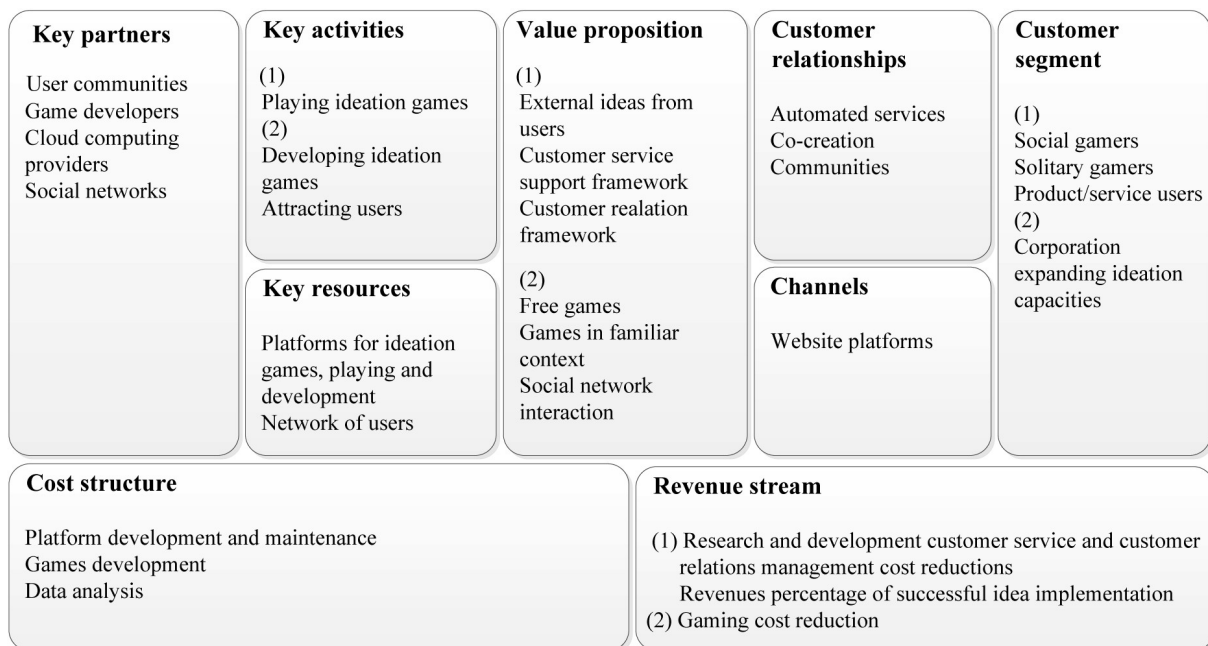 Key partners
User communities
Game developers
Cloud computing
providers
Social networks
Key activities
(1)
Playing ideation games
(2)
Developing ideation
games
Attracting users
Key resources
Platforms for ideation
games, playing and
development
Network of users
Value proposition
(1)
External ideas from
users
Customer service
support framework
Customer realation
framework
(2)
Free games
Games in familiar
context
Social network
interaction
Customer
relationships
Automated services
Co-creation
Communities
Channels
Website platforms
Customer
segment
(1)
Social gamers
Solitary gamers
Product/service users
(2)
Corporation
expanding ideation
capacities
Cost structure
Platform development and maintenance
Games development
Data analysis
Revenue stream
(1) Research and development customer service and customer
relations management cost reductions
Revenues percentage of successful idea implementation
(2) Gaming cost reduction